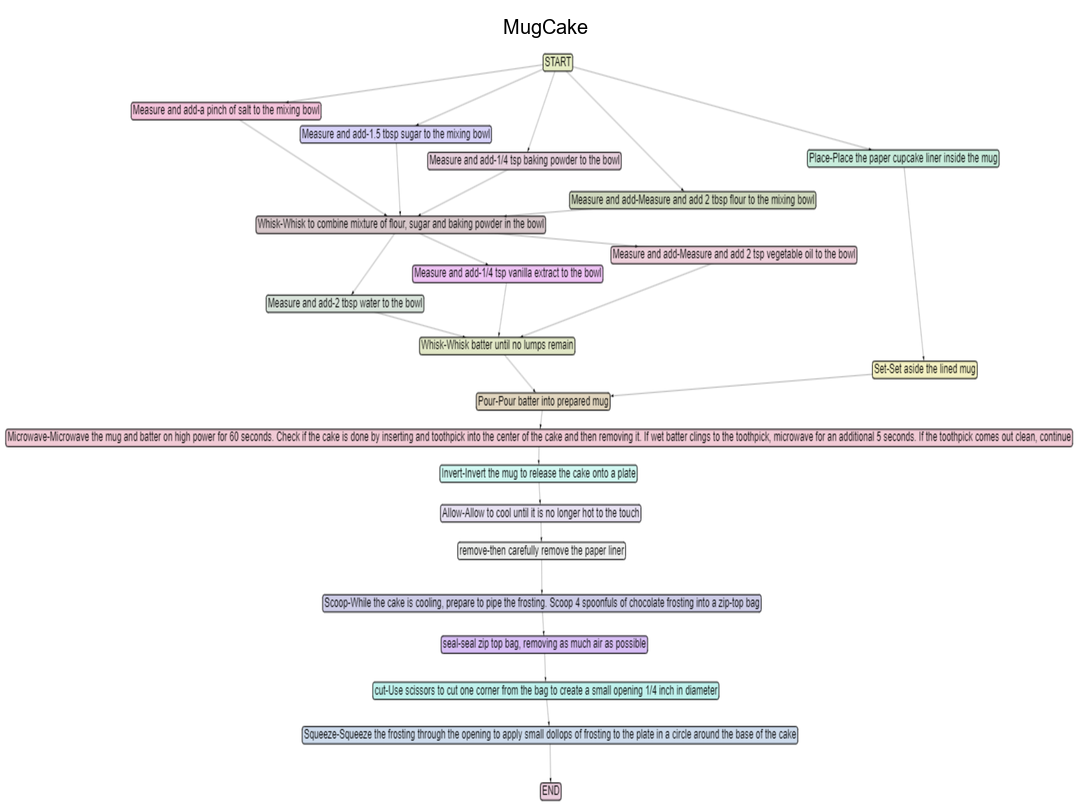 MugCake
START
Measure and add-a pinch of salt to the mixing bowl
Measure and add-1.5 tbsp sugar to the mixing bowl
Measure and add-1/4 tsp baking powder to the bowl
Place-Place the paper cupcake liner inside the mug
Measure and add-Measure and add 2 tbsp flour to the mixing bowl
Whisk-Whisk to combine mixture of flour, sugar and baking powder in the bowl
Measure and add-Measure and add 2 tsp vegetable oil to the bowl
Measure and add-1/4 tsp vanilla extract to the bowl
Measure and add-2 tbsp water to the bowl
Whisk-Whisk batter until no lumps remain
Set-Set aside the lined mug
Pour-Pour batter into prepared mug
Microwave-Microwave the mug and batter on high power for 60 seconds. Check if the cake is done by inserting and toothpick into the center of the cake and then removing it. If wet batter clings to the toothpick, microwave for an additional 5 seconds. If the toothpick comes out clean, continue
Invert-Invert the mug to release the cake onto a plate
Allow-Allow to cool until it is no longer hot to the touch
remove-then carefully remove the paper liner
Scoop-While the cake is cooling, prepare to pipe the frosting. Scoop 4 spoonfuls of chocolate frosting into a zip-top bag
seal-seal zip top bag, removing as much air as possible
cut-Use scissors to cut one corner from the bag to create a small opening 1/4 inch in diameter
Squeeze-Squeeze the frosting through the opening to apply small dollops of frosting to the plate in a circle around the base of the cake
END